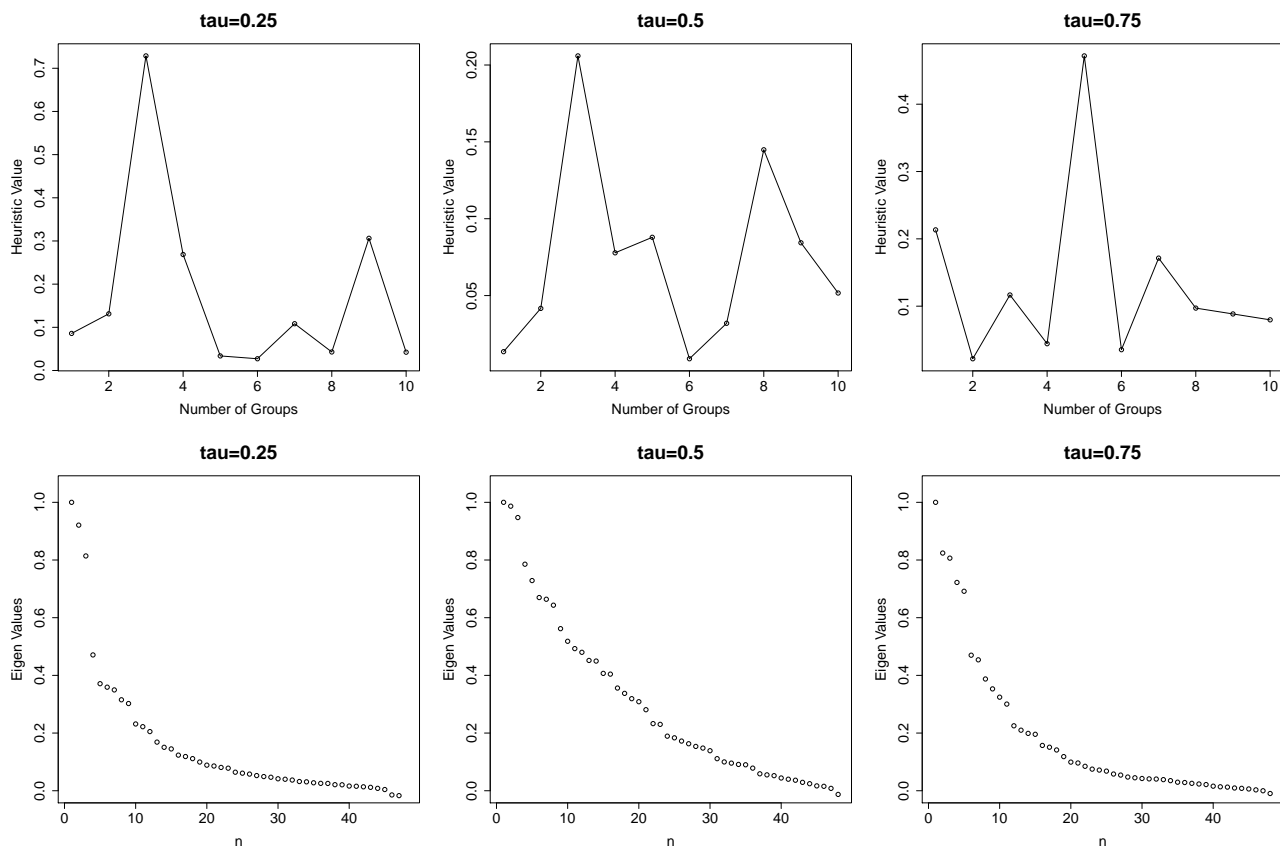 tau=0.25
Heuristic Value
0.0 0.1 0.2 0.3 0.4 0.5 0.6 0.7
2 4 6 8 10
Number of Groups
tau=0.5
Heuristic Value
0.05 0.10 0.15 0.20
2 4 6 8 10
Number of Groups
tau=0.75
Heuristic Value
0.1 0.2 0.3 0.4
2 4 6 8 10
Number of Groups
tau=0.25
Eigen Values
0.0 0.2 0.4 0.6 0.8 1.0
0 10 20 30 40
n
tau=0.5
Eigen Values
0.0 0.2 0.4 0.6 0.8 1.0
0 10 20 30 40
n
tau=0.75
Eigen Values
0.0 0.2 0.4 0.6 0.8 1.0
0 10 20 30 40
n